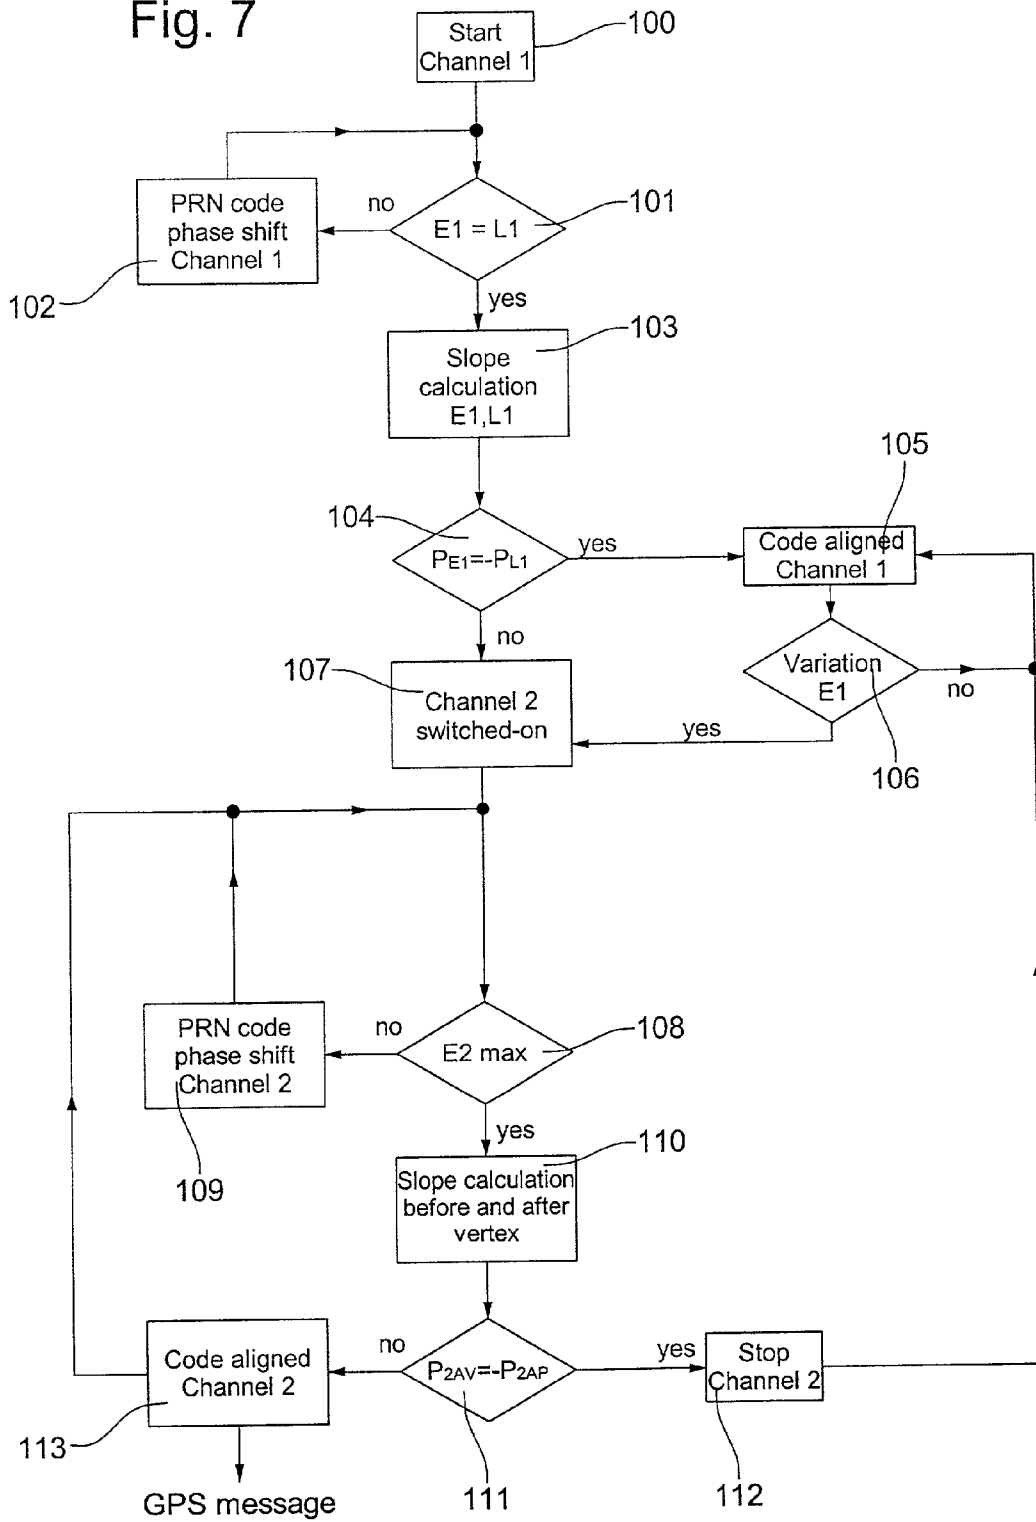 Fig. 7
Start
Channel 1
100
PRN code
phase shift
Channel 1
102
no
E1 = L1
101
yes
Slope
calculation
E1,L1
103
104
PE1=-PL1
yes
105
Code aligned
Channel 1
no
107
Channel 2
switched-on
Variation
E1
no
yes
106
PRN code
phase shift
Channel 2
109
no
E2 max
108
yes
Slope calculation
before and after
vertex
110
Code aligned
Channel 2
113
no
P2AV=-P2AP
111
yes
Stop
Channel 2
112
GPS message